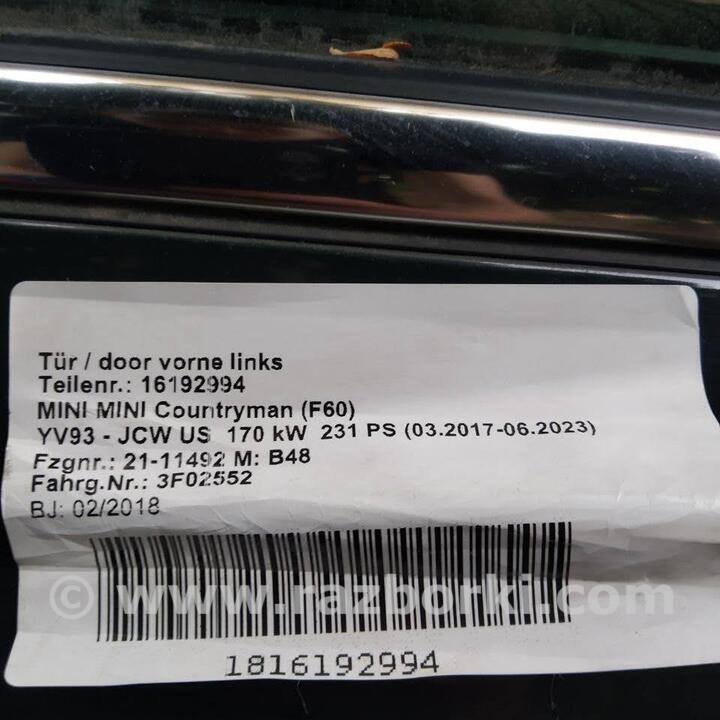 Tür / door vorne links
Teilenr.: 16192994
MINI MINI Countryman (F60)
YV93 - JCW US 170 kW 231 PS (03.2017-06.2023)
Fzgnr.: 21-11492 M: B48
Fahrg.Nr.: 3F02552
BJ: 02/2018
© www.razborki.com
1816192994